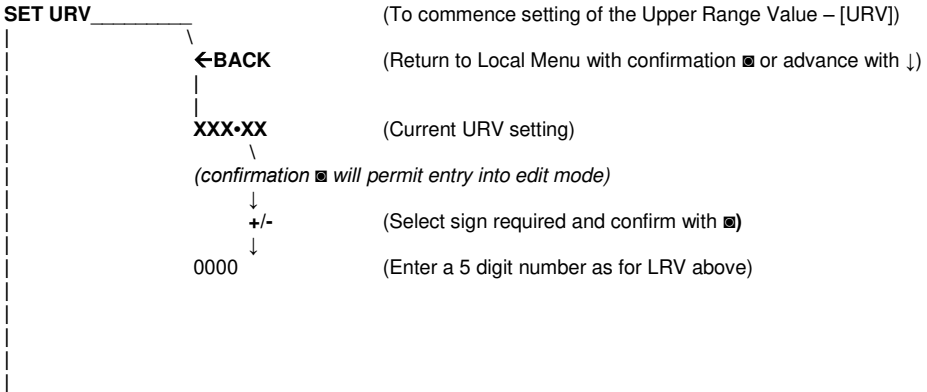 SET URV__________ (To commence setting of the Upper Range Value – [URV])
←BACK (Return to Local Menu with confirmation ◙ or advance with ↓)
XXX•XX (Current URV setting)
(confirmation ◙ will permit entry into edit mode)
↓
+/- (Select sign required and confirm with ◙)
↓
0000 (Enter a 5 digit number as for LRV above)